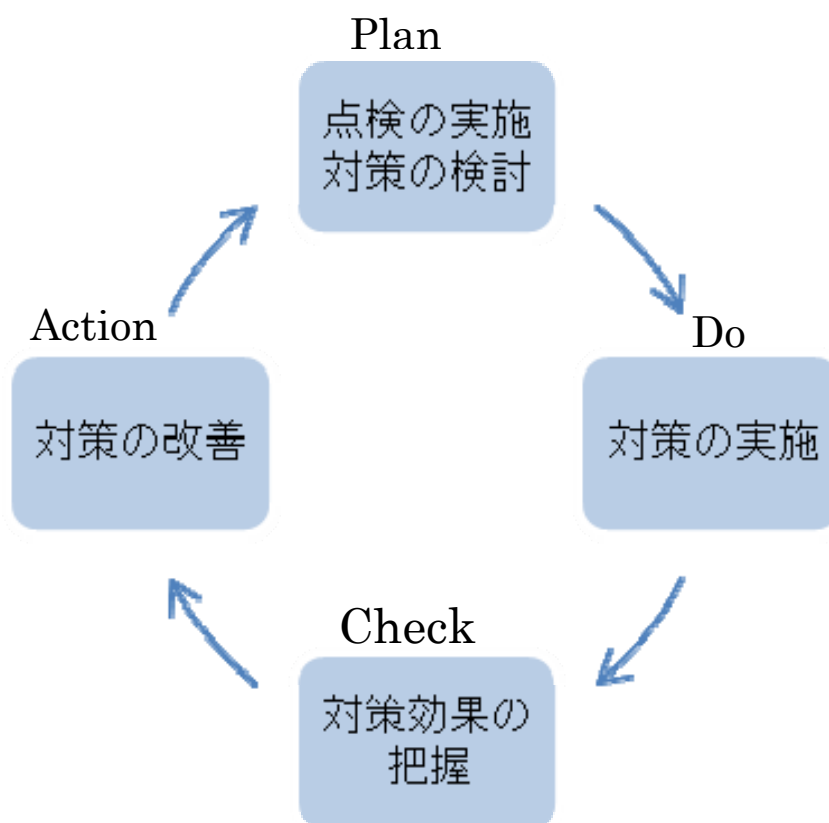 Plan
点検の実施
対策の検討
Action
対策の改善
Do
対策の実施
Check
対策効果の
把握